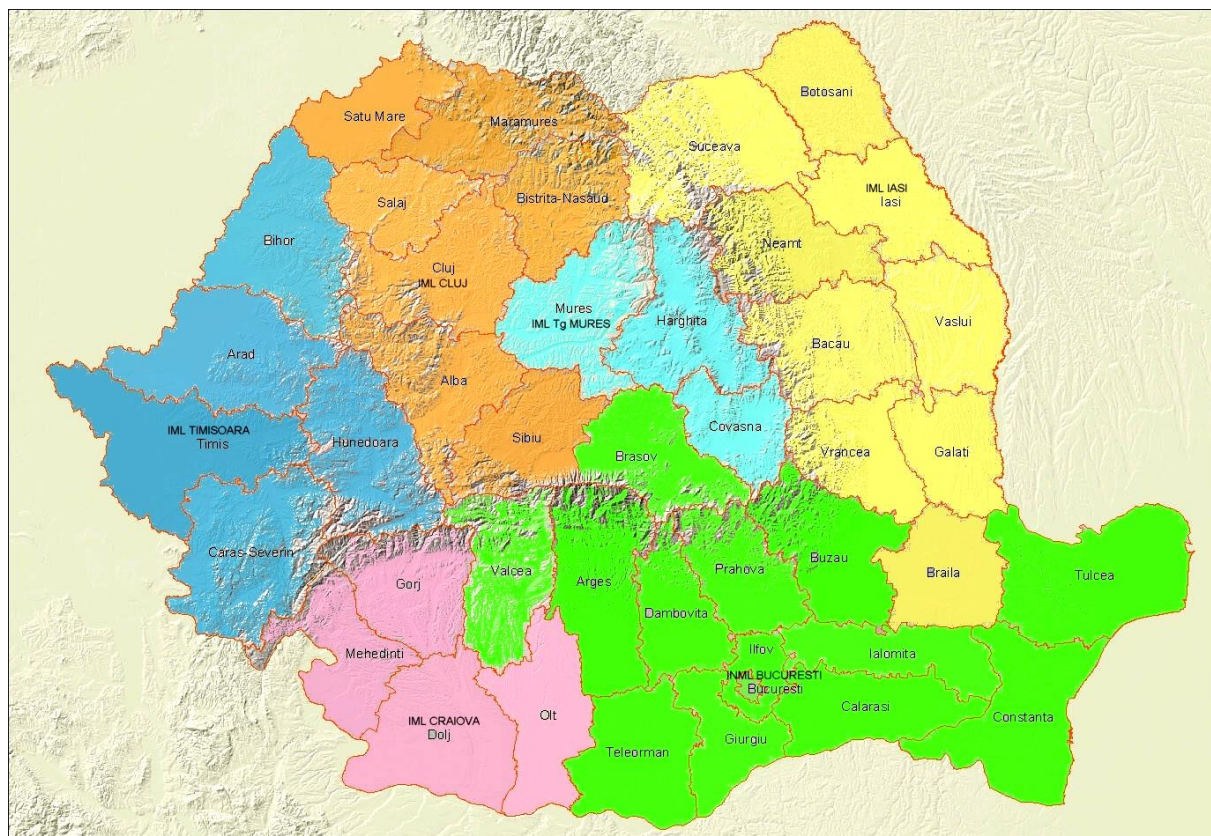 Botosani
Satu Mare
Maramures
Suceava
IML IASI
Iasi
Salaj
Bistrita-Nasaud
Bihor
Neamt
Cluj
IML CLUJ
Mures
IML Tg MURES
Harghita
Vaslui
Bacau
Arad
Alba
IML TIMISOARA
Timis
Hunedoara
Sibiu
Covasna
Brasov
Vrancea
Galati
Caras-Severin
Gorj
Valcea
Arges
Prahova
Buzau
Braila
Tulcea
Dambovita
Mehedinti
Ilfov
Ialomita
INML BUCURESTI
Bucuresti
Calarasi
Constanta
IML CRAIOVA
Dolj
Olt
Teleorman
Giurgiu